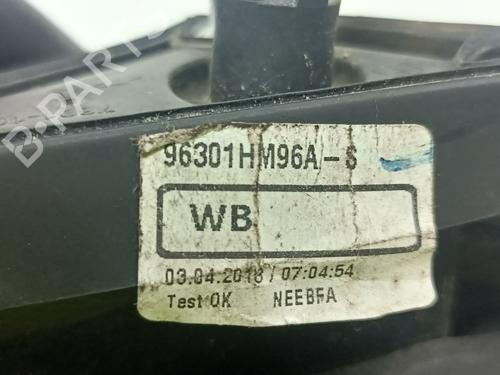 96301HM96A-S
WB
03.04.2018 / 07:04:54
Test OK NEEBFA
B-PARTS